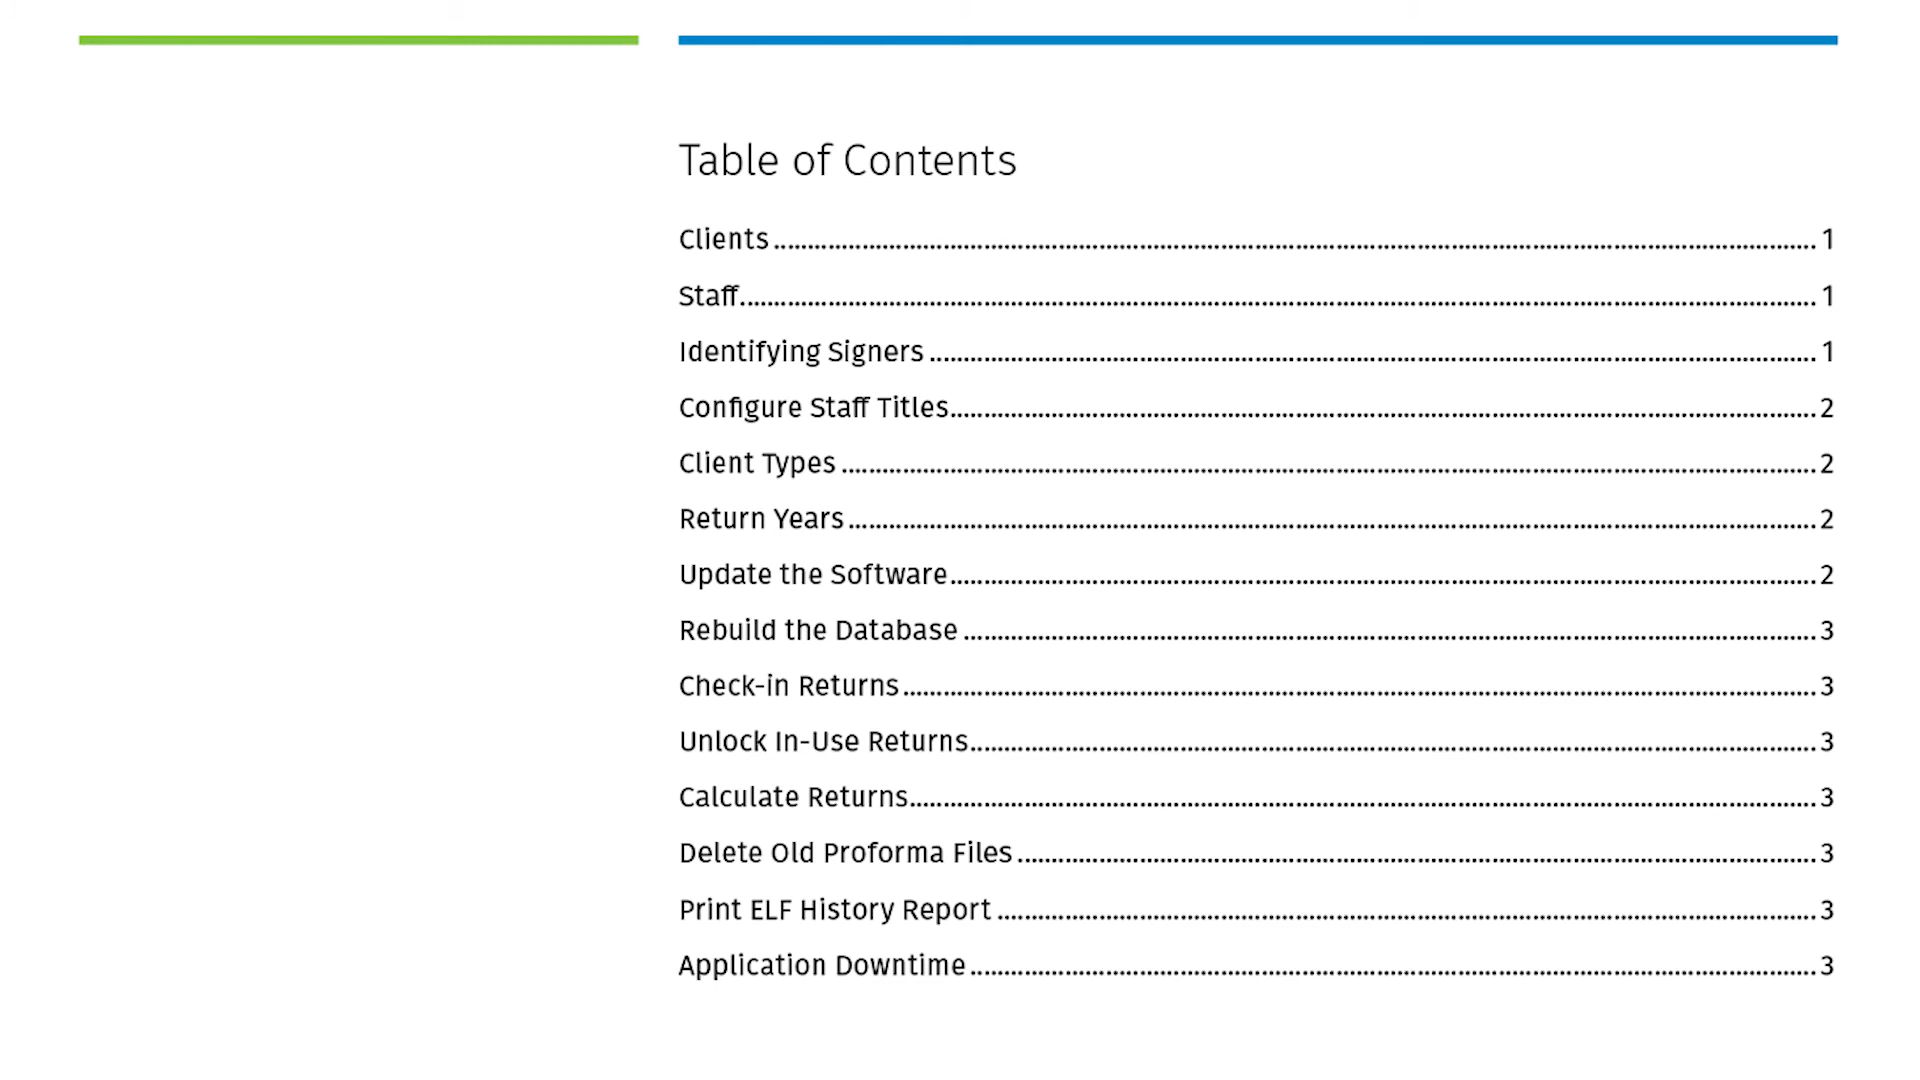 Table of Contents
Clients ........................................................................................................ 1
Staff............................................................................................................ 1
Identifying Signers ........................................................................................ 1
Configure Staff Titles...................................................................................... 2
Client Types ................................................................................................. 2
Return Years ................................................................................................ 2
Update the Software...................................................................................... 2
Rebuild the Database .................................................................................... 3
Check-in Returns .......................................................................................... 3
Unlock In-Use Returns.................................................................................... 3
Calculate Returns.......................................................................................... 3
Delete Old Proforma Files ............................................................................... 3
Print ELF History Report ................................................................................. 3
Application Downtime .................................................................................... 3